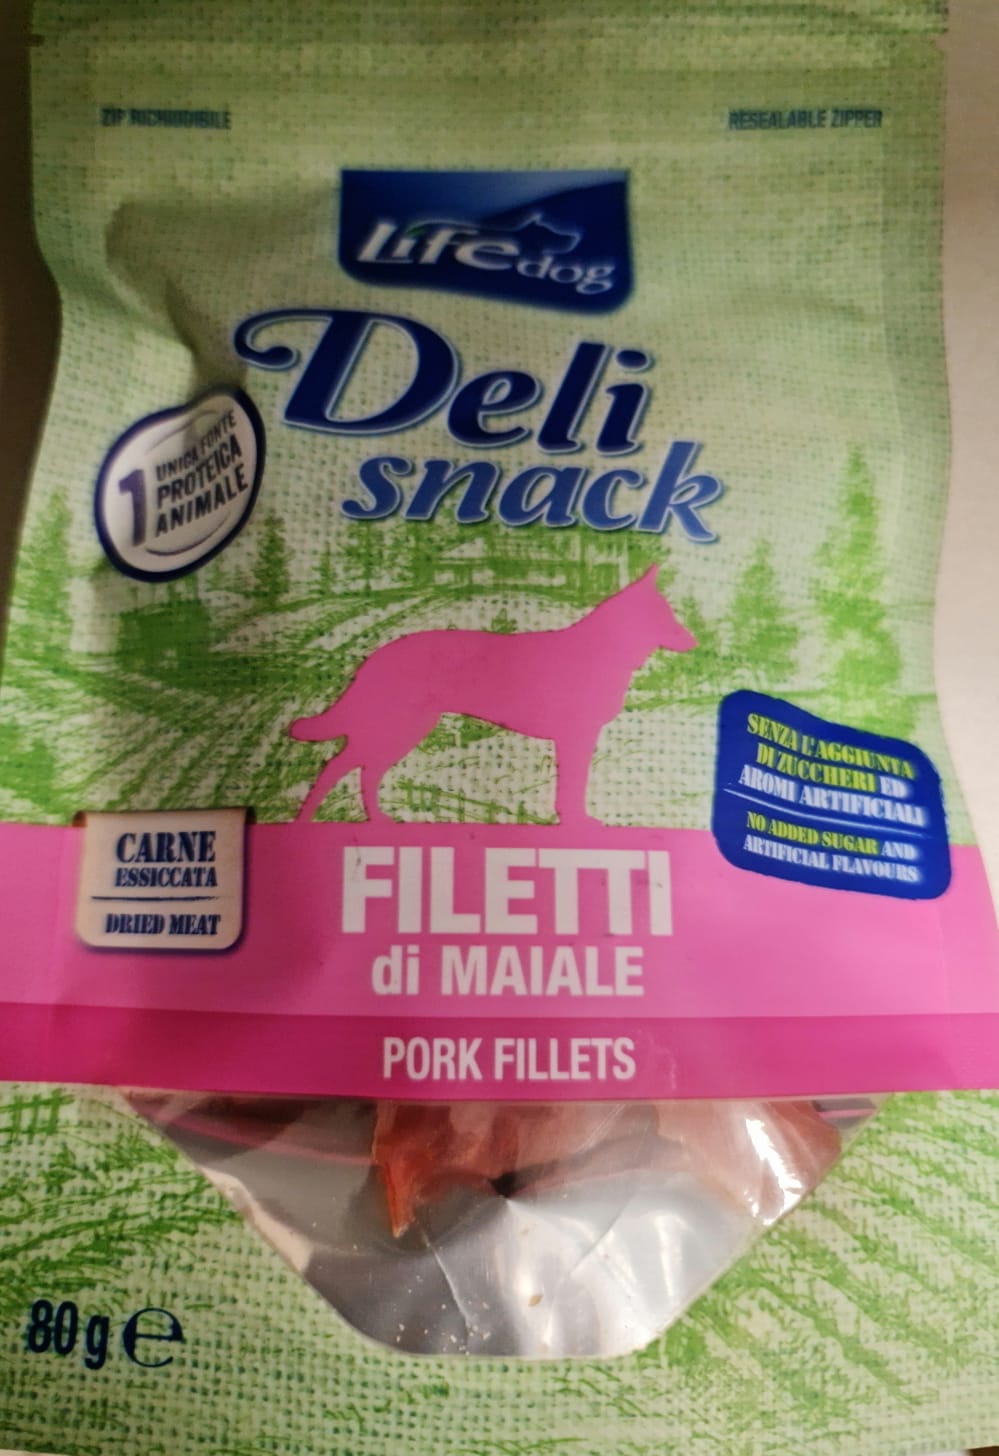 ZIP RICHIUDIBILE
RESEALABLE ZIPPER
Life dog
Deli
snack
1
UNICA FONTE
PROTEICA
ANIMALE
SENZA L'AGGIUNTA
DI ZUCCHERI ED
AROMI ARTIFICIALI
NO ADDED SUGAR AND
ARTIFICIAL FLAVOURS
CARNE
ESSICCATA
DRIED MEAT
FILETTI
di MAIALE
PORK FILLETS
80 g e